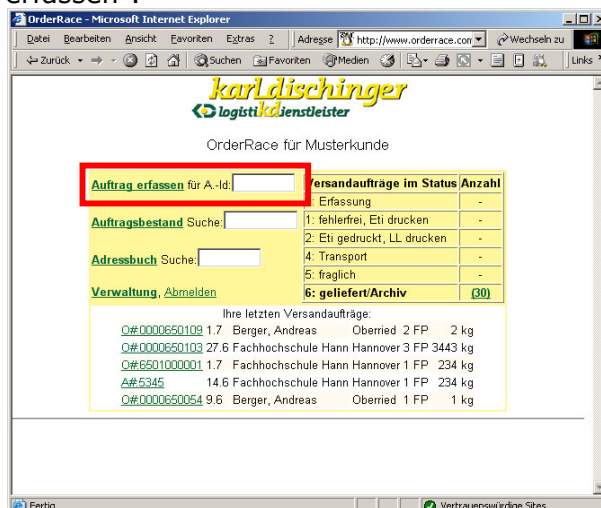 erfassen".
OrderRace - Microsoft Internet Explorer
Datei Bearbeiten Ansicht Favoriten Extras ? Adresse http://www.orderrace.com Wechseln zu
Zurück Suchen Favoriten Medien Links
karl dischinger
logistikdienstleister
OrderRace für Musterkunde
Auftrag erfassen für A.-Id:
Auftragsbestand Suche:
Adressbuch Suche:
Verwaltung, Abmelden
Versandaufträge im Status Anzahl
: Erfassung -
1: fehlerfrei, Eti drucken -
2: Eti gedruckt, LL drucken -
4: Transport -
5: fraglich -
6: geliefert/Archiv (30)
Ihre letzten Versandaufträge:
O#:0000650109 1.7 Berger, Andreas Oberried 2 FP 2 kg
O#:0000650103 27.6 Fachhochschule Hann Hannover 3 FP 3443 kg
O#:6501000001 1.7 Fachhochschule Hann Hannover 1 FP 234 kg
A#:5345 14.6 Fachhochschule Hann Hannover 1 FP 234 kg
O#:0000650054 9.6 Berger, Andreas Oberried 1 FP 1 kg
Fertig Vertrauenswürdige Sites